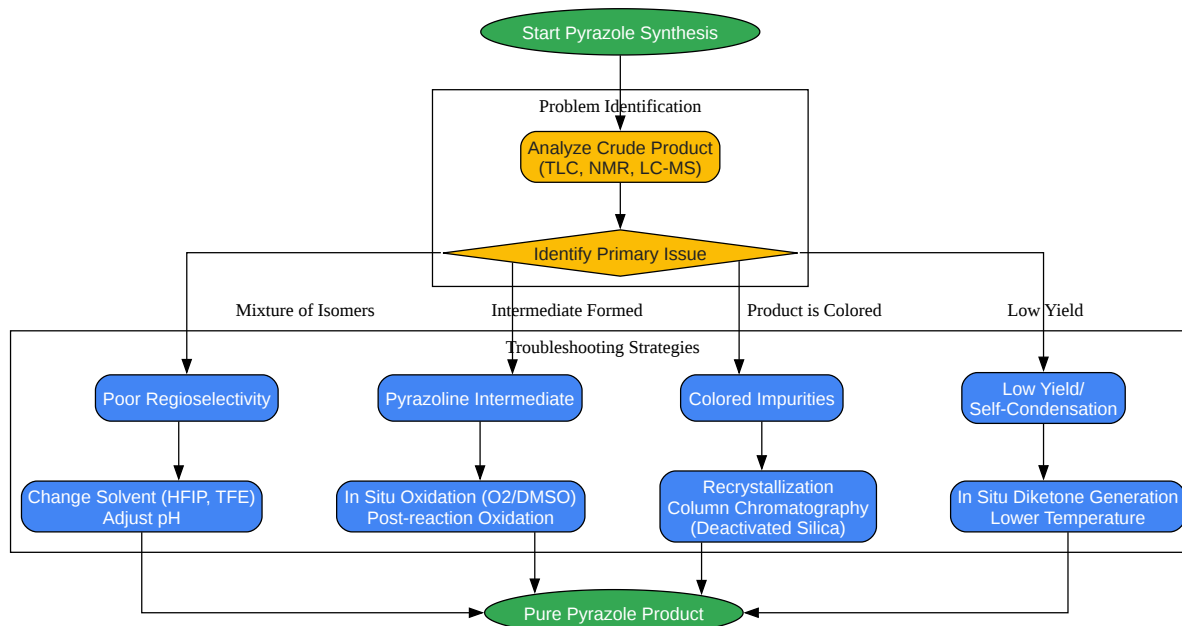 Start Pyrazole Synthesis
Problem Identification
Analyze Crude Product
(TLC, NMR, LC-MS)
Identify Primary Issue
Mixture of Isomers
Intermediate Formed
Product is Colored
Low Yield
Troubleshooting Strategies
Poor Regioselectivity
Pyrazoline Intermediate
Colored Impurities
Low Yield/
Self-Condensation
Change Solvent (HFIP, TFE)
Adjust pH
In Situ Oxidation (O2/DMSO)
Post-reaction Oxidation
Recrystallization
Column Chromatography
(Deactivated Silica)
In Situ Diketone Generation
Lower Temperature
Pure Pyrazole Product